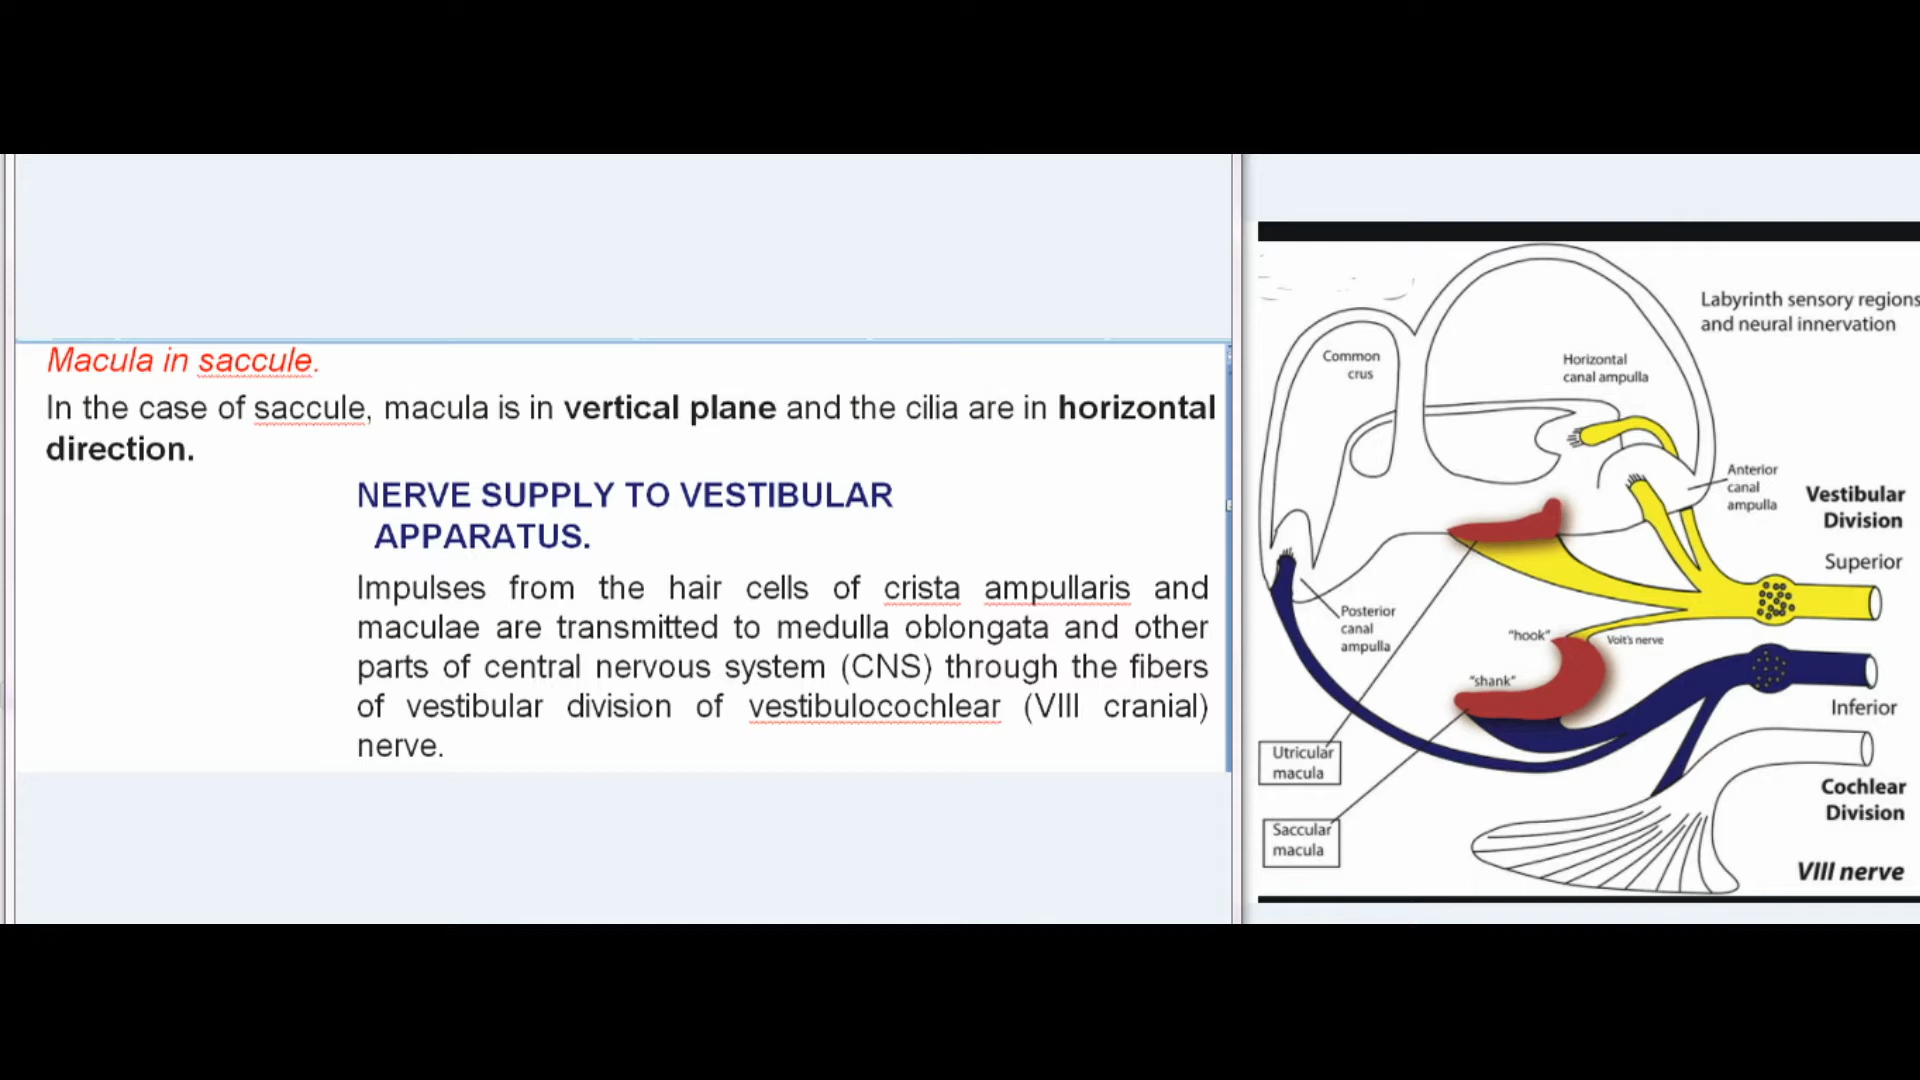 Macula in saccule.
In the case of saccule, macula is in vertical plane and the cilia are in horizontal
direction.
NERVE SUPPLY TO VESTIBULAR
APPARATUS.
Impulses from the hair cells of crista ampullaris and
maculae are transmitted to medulla oblongata and other
parts of central nervous system (CNS) through the fibers
of vestibular division of vestibulocochlear (VIII cranial)
nerve.
Labyrinth sensory regions
and neural innervation
Common
crus
Horizontal
canal ampulla
Anterior
canal
ampulla
Vestibular
Division
Superior
Posterior
canal
ampulla
"hook"
Voit's nerve
"shank"
Inferior
Utricular
macula
Cochlear
Division
Saccular
macula
VIII nerve